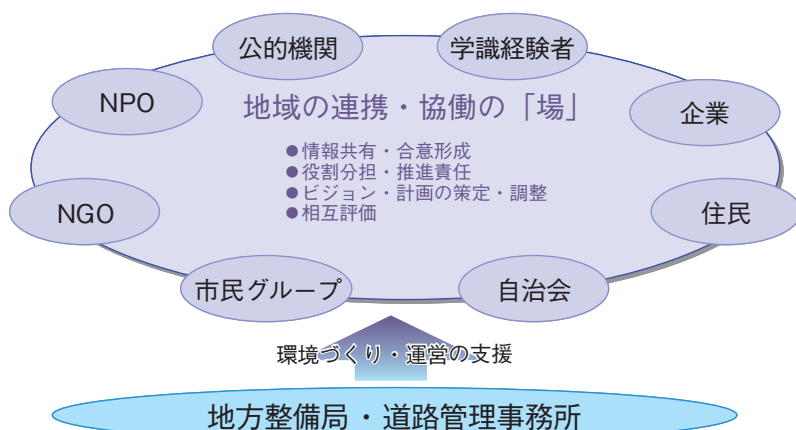 公的機関
学識経験者
NPO
地域の連携・協働の「場」
企業
●情報共有・合意形成
●役割分担・推進責任
●ビジョン・計画の策定・調整
●相互評価
NGO
住民
市民グループ
自治会
環境づくり・運営の支援
地方整備局・道路管理事務所